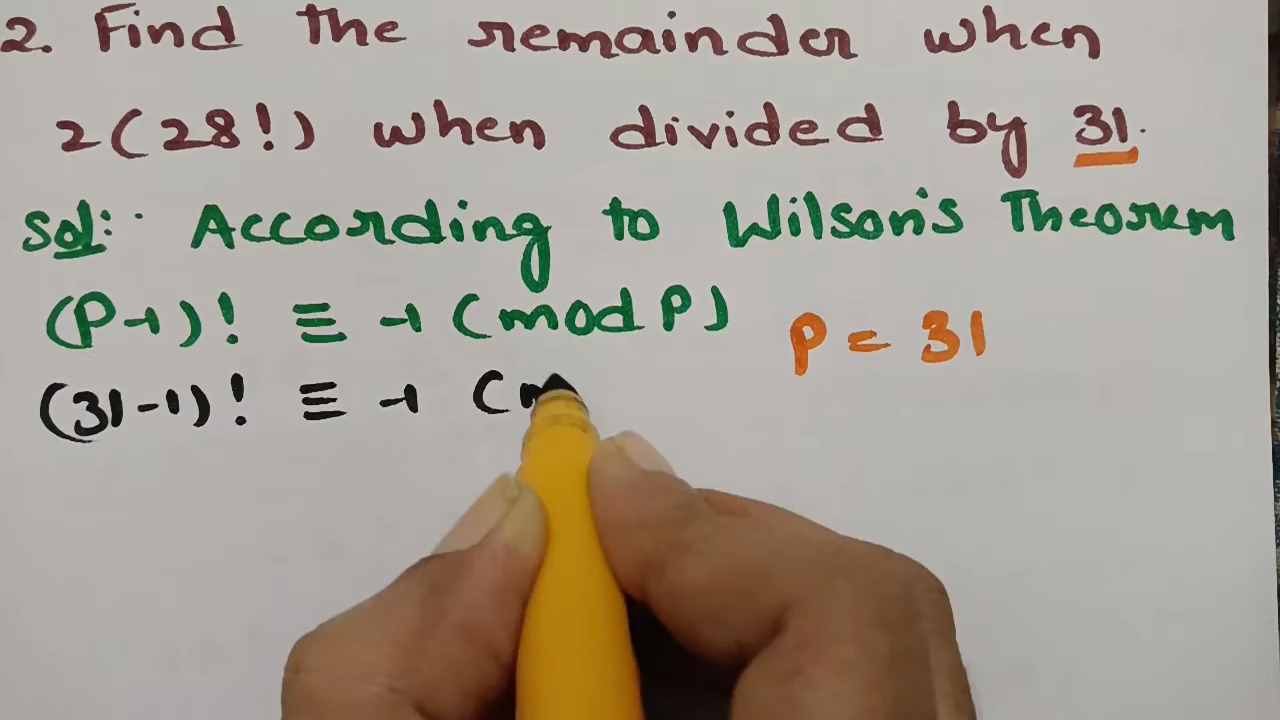 2. Find the remainder when
2(28!) when divided by 31.
Sol:- According to Wilson's Theorem
(P-1)! ≡ -1 (mod P)
P = 31
(31-1)! ≡ -1 (